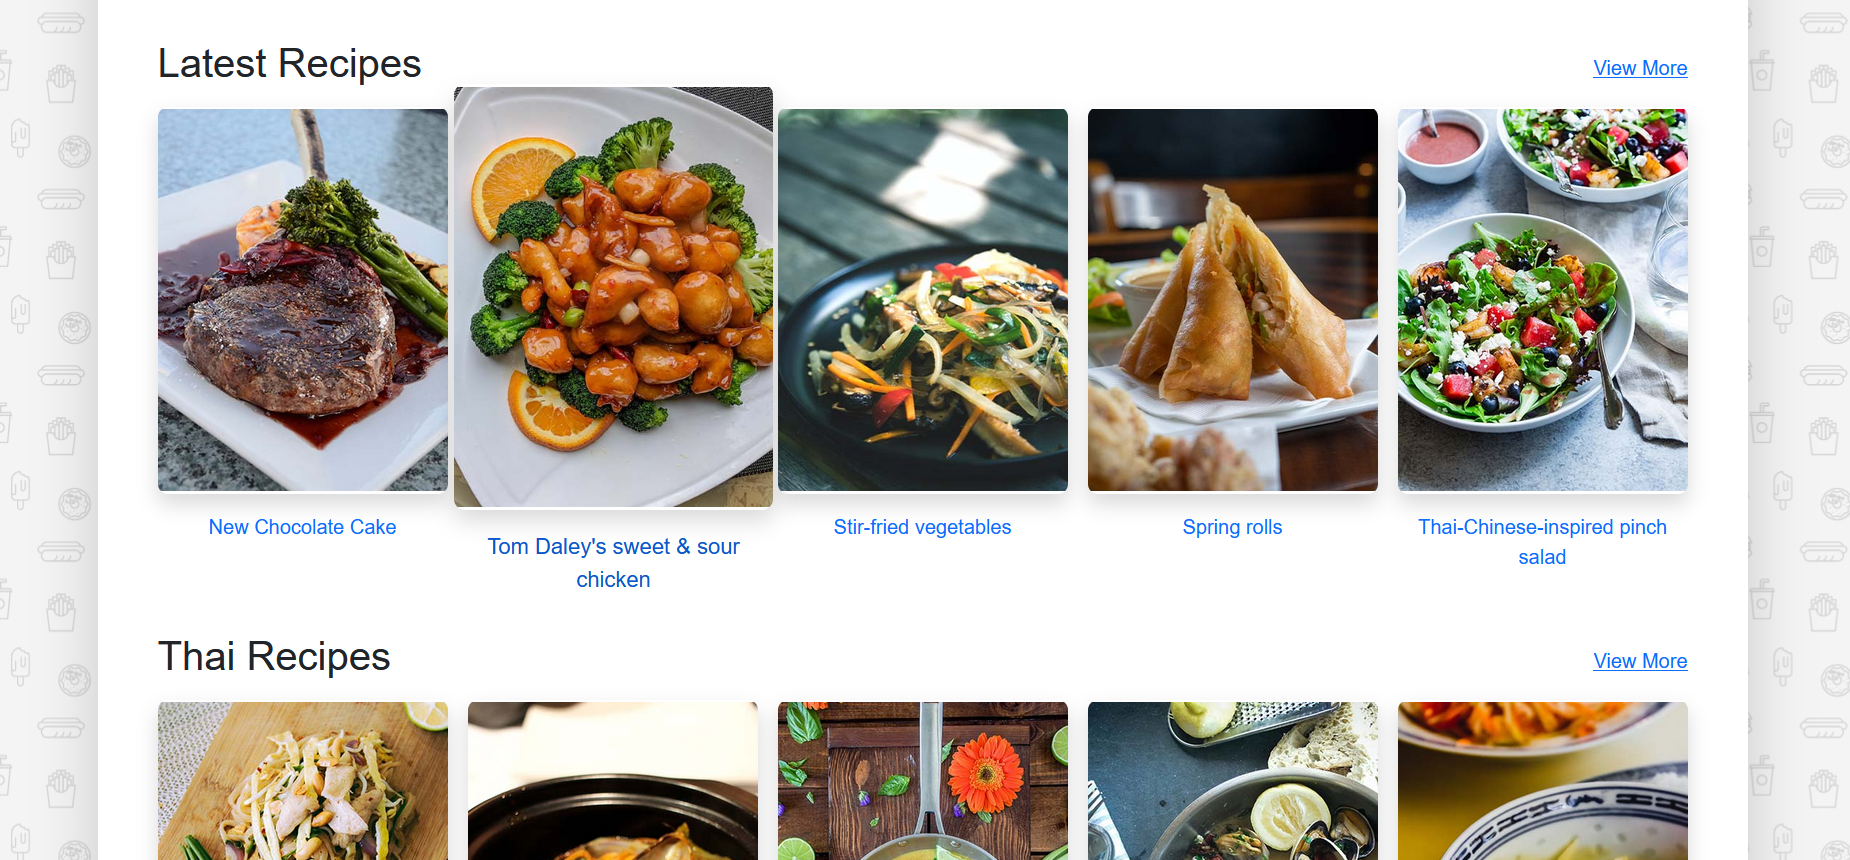 Latest Recipes
View More
New Chocolate Cake
Tom Daley's sweet & sour
chicken
Stir-fried vegetables
Spring rolls
Thai-Chinese-inspired pinch
salad
Thai Recipes
View More